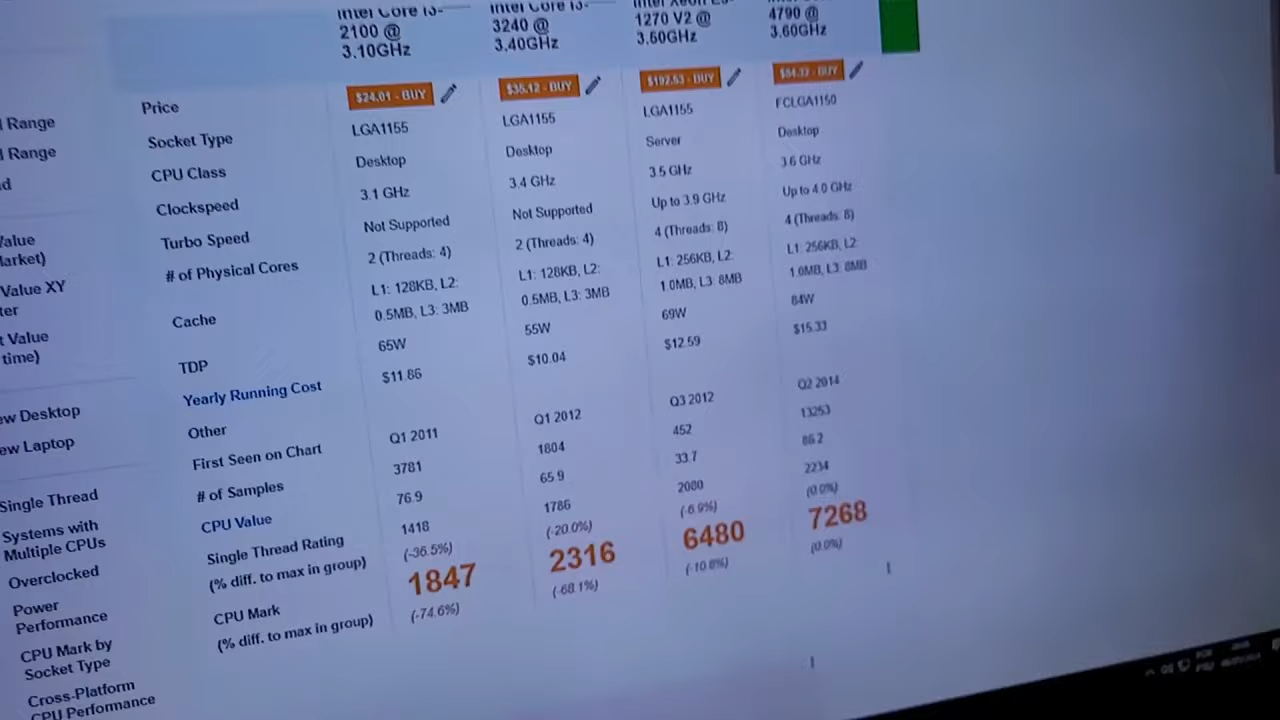 2100 @
3.10GHz
3240 @
3.40GHz
1270 V2 @
3.50GHz
4790 @
3.60GHz
Range
Range
Value
Market)
Value XY
Value
time)
Desktop
Laptop
Single Thread
Systems with
Multiple CPUs
Overclocked
Power
Performance
CPU Mark by
Socket Type
Cross-Platform
CPU Performance
Price $24.01 - BUY $35.12 - BUY $192.53 - BUY
Socket Type LGA1155 LGA1155 LGA1155 FCLGA1150
CPU Class Desktop Desktop Server Desktop
Clockspeed 3.1 GHz 3.4 GHz 3.5 GHz 3.6 GHz
Turbo Speed Not Supported Not Supported Up to 3.9 GHz Up to 4.0 GHz
# of Physical Cores 2 (Threads: 4) 2 (Threads: 4) 4 (Threads: 8) 4 (Threads: 8)
Cache L1: 128KB, L2: L1: 128KB, L2: L1: 256KB, L2: L1: 256KB, L2:
0.5MB, L3: 3MB 0.5MB, L3: 3MB 1.0MB, L3: 8MB 1.0MB, L3: 8MB
TDP 65W 55W 69W 84W
Yearly Running Cost $11.86 $10.04 $12.59 $15.33
Other
First Seen on Chart Q1 2011 Q1 2012 Q3 2012 Q2 2014
# of Samples 3781 1804 452 13253
CPU Value 76.9 65.9 33.7 86.2
Single Thread Rating 1418 1786 2080 2234
(% diff. to max in group) (-36.5%) (-20.0%) (-6.9%) (0.0%)
CPU Mark 1847 2316 6480 7268
(% diff. to max in group) (-74.6%) (-68.1%) (-10.8%) (0.0%)